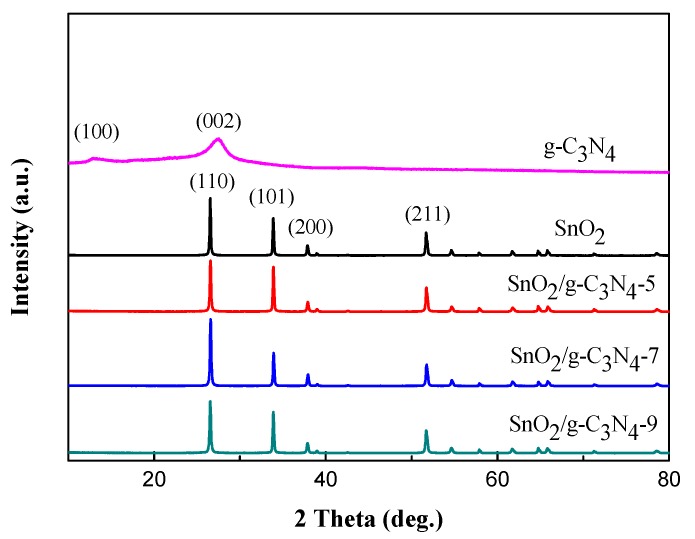 (100)
(002)
g-C₃N₄
(110)
(101)
(200)
(211)
SnO₂
SnO₂/g-C₃N₄-5
SnO₂/g-C₃N₄-7
SnO₂/g-C₃N₄-9
Intensity (a.u.)
20 40 60 80
2 Theta (deg.)